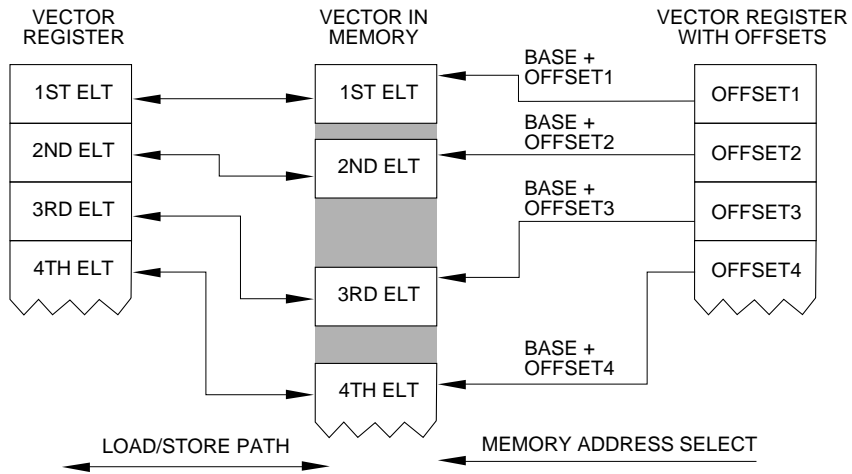 VECTOR
REGISTER
VECTOR IN
MEMORY
VECTOR REGISTER
WITH OFFSETS
1ST ELT
2ND ELT
3RD ELT
4TH ELT
1ST ELT
2ND ELT
3RD ELT
4TH ELT
BASE +
OFFSET1
BASE +
OFFSET2
BASE +
OFFSET3
BASE +
OFFSET4
OFFSET1
OFFSET2
OFFSET3
OFFSET4
LOAD/STORE PATH
MEMORY ADDRESS SELECT